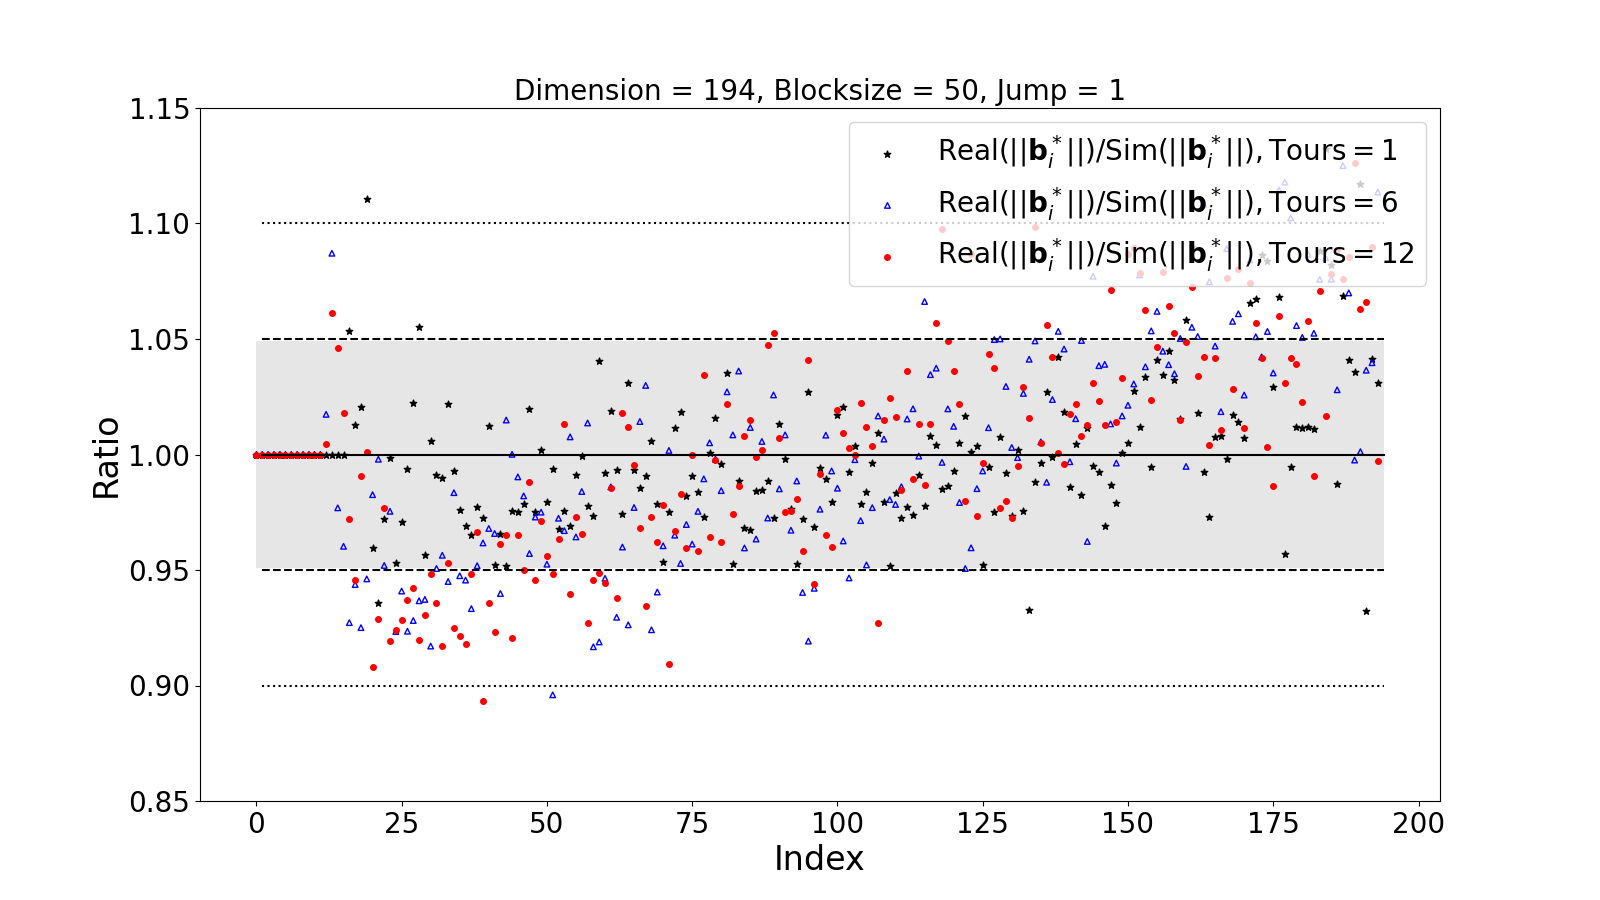 Dimension = 194, Blocksize = 50, Jump = 1
1.15
1.10
1.05
1.00
0.95
0.90
0.85
Ratio
Real(||b_i^*||)/Sim(||b_i^*||), Tours = 1
Real(||b_i^*||)/Sim(||b_i^*||), Tours = 6
Real(||b_i^*||)/Sim(||b_i^*||), Tours = 12
0 25 50 75 100 125 150 175 200
Index